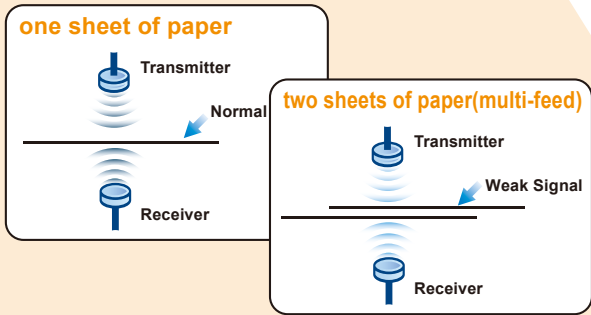 one sheet of paper
Transmitter
Normal
Receiver
two sheets of paper(multi-feed)
Transmitter
Weak Signal
Receiver